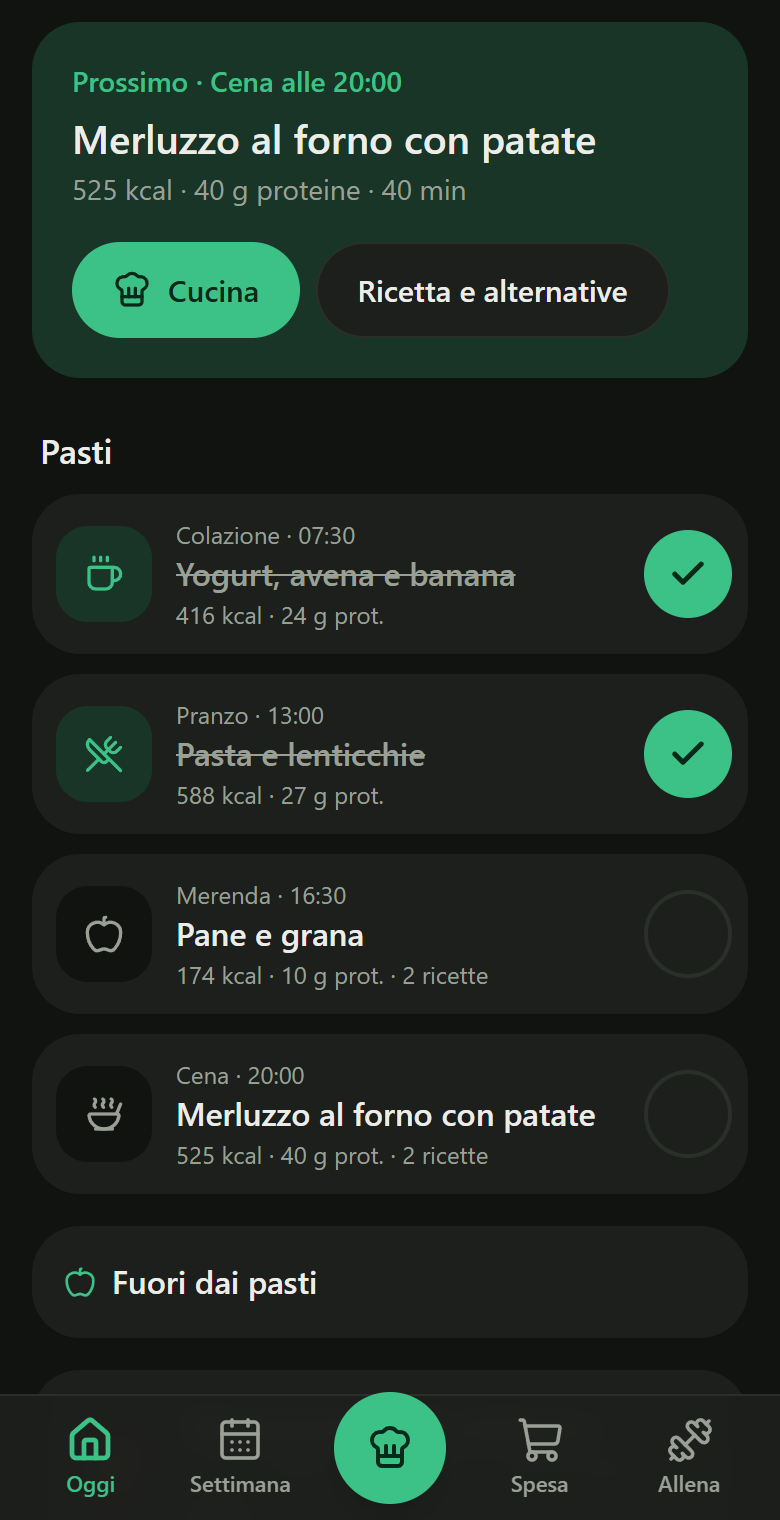 Prossimo · Cena alle 20:00
Merluzzo al forno con patate
525 kcal · 40 g proteine · 40 min
Cucina
Ricetta e alternative
Pasti
Colazione · 07:30
Yogurt, avena e banana
416 kcal · 24 g prot.
Pranzo · 13:00
Pasta e lenticchie
588 kcal · 27 g prot.
Merenda · 16:30
Pane e grana
174 kcal · 10 g prot. · 2 ricette
Cena · 20:00
Merluzzo al forno con patate
525 kcal · 40 g prot. · 2 ricette
Fuori dai pasti
Oggi
Settimana
Spesa
Allena